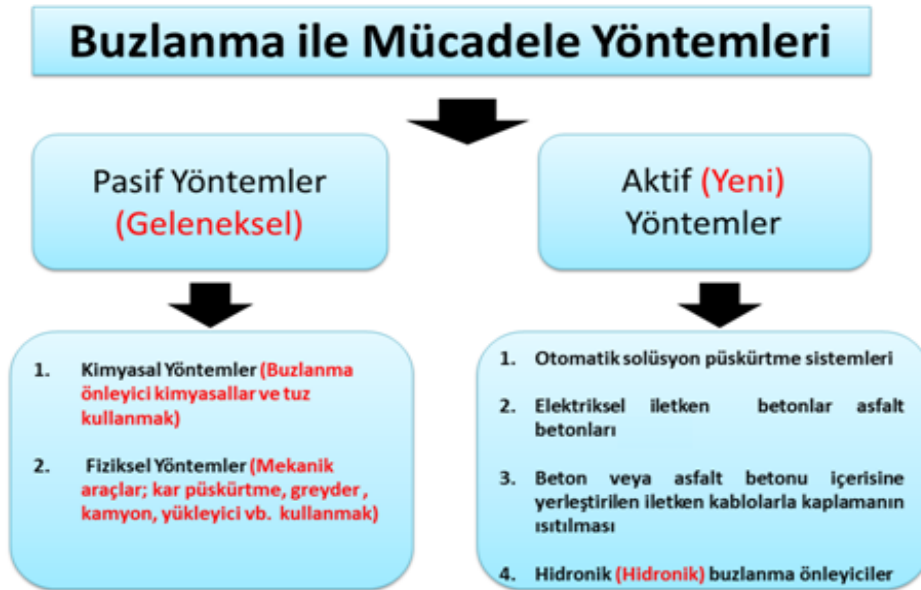 Buzlanma ile Mücadele Yöntemleri
Pasif Yöntemler
(Geleneksel)
Aktif (Yeni)
Yöntemler
1. Kimyasal Yöntemler (Buzlanma
önleyici kimyasallar ve tuz
kullanmak)
2. Fiziksel Yöntemler (Mekanik
araçlar; kar püskürtme, greyder ,
kamyon, yükleyici vb. kullanmak)
1. Otomatik solüsyon püskürtme sistemleri
2. Elektriksel iletken betonlar asfalt
betonları
3. Beton veya asfalt betonu içerisine
yerleştirilen iletken kablolarla kaplamanın
ısıtılması
4. Hidronik (Hidronik) buzlanma önleyiciler